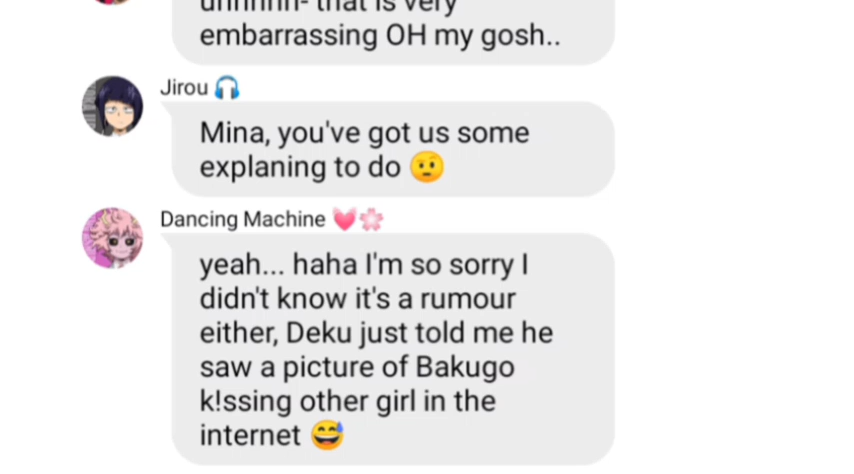 uhhhhh- that is very
embarrassing OH my gosh..
Jirou 🎧
Mina, you've got us some
explaning to do 🤨
Dancing Machine 💓🌸
yeah... haha I'm so sorry I
didn't know it's a rumour
either, Deku just told me he
saw a picture of Bakugo
k!ssing other girl in the
internet 😅